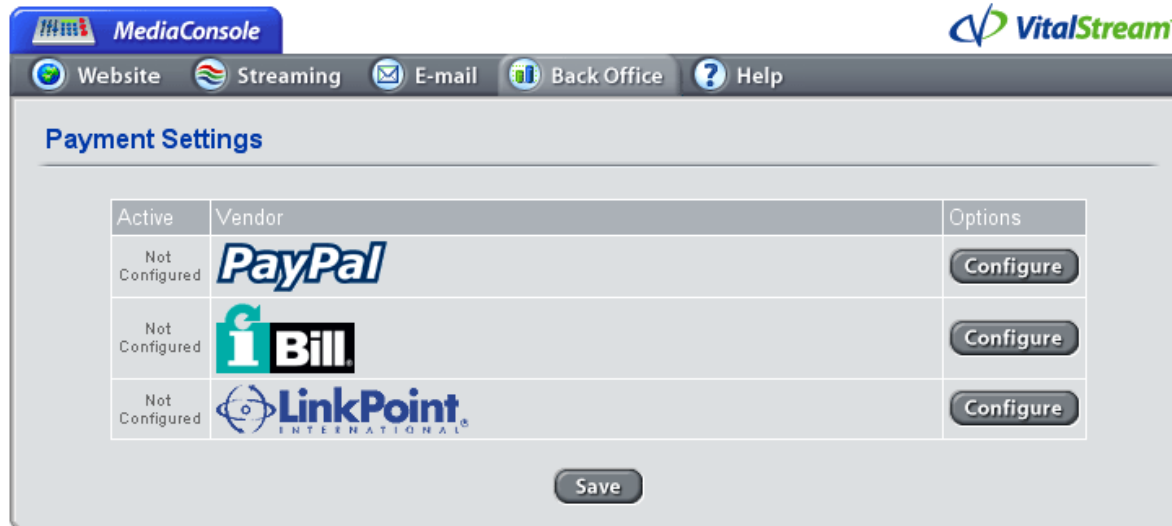 MediaConsole
VitalStream
Website Streaming E-mail Back Office ? Help
Payment Settings
Active Vendor Options
Not
Configured
PayPal
Configure
Not
Configured
iBill.
Configure
Not
Configured
LinkPoint®
INTERNATIONAL
Configure
Save